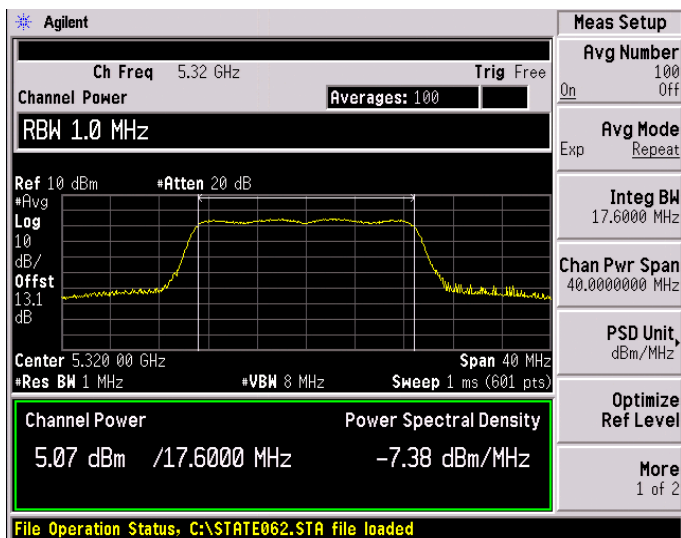 Agilent
Meas Setup
Ch Freq 5.32 GHz Trig Free
Channel Power Averages: 100
RBW 1.0 MHz
Ref 10 dBm #Atten 20 dB
#Avg
Log
10
dB/
Offst
13.1
dB
Center 5.320 00 GHz Span 40 MHz
#Res BW 1 MHz #VBW 8 MHz Sweep 1 ms (601 pts)
Channel Power Power Spectral Density
5.07 dBm /17.6000 MHz -7.38 dBm/MHz
File Operation Status, C:\STATE062.STA file loaded
Avg Number
100
On Off
Avg Mode
Exp Repeat
Integ BW
17.6000 MHz
Chan Pwr Span
40.0000000 MHz
PSD Unit
dBm/MHz
Optimize
Ref Level
More
1 of 2